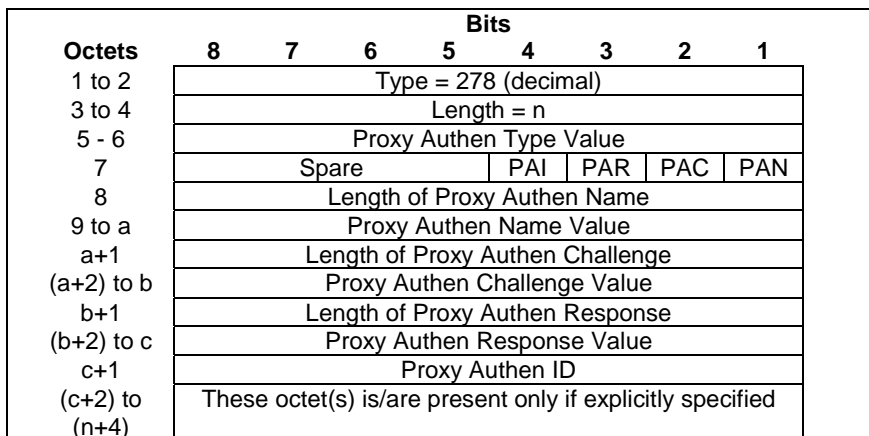 Bits
Octets 8 7 6 5 4 3 2 1
1 to 2 Type = 278 (decimal)
3 to 4 Length = n
5 - 6 Proxy Authen Type Value
7 Spare PAI PAR PAC PAN
8 Length of Proxy Authen Name
9 to a Proxy Authen Name Value
a+1 Length of Proxy Authen Challenge
(a+2) to b Proxy Authen Challenge Value
b+1 Length of Proxy Authen Response
(b+2) to c Proxy Authen Response Value
c+1 Proxy Authen ID
(c+2) to These octet(s) is/are present only if explicitly specified
(n+4)